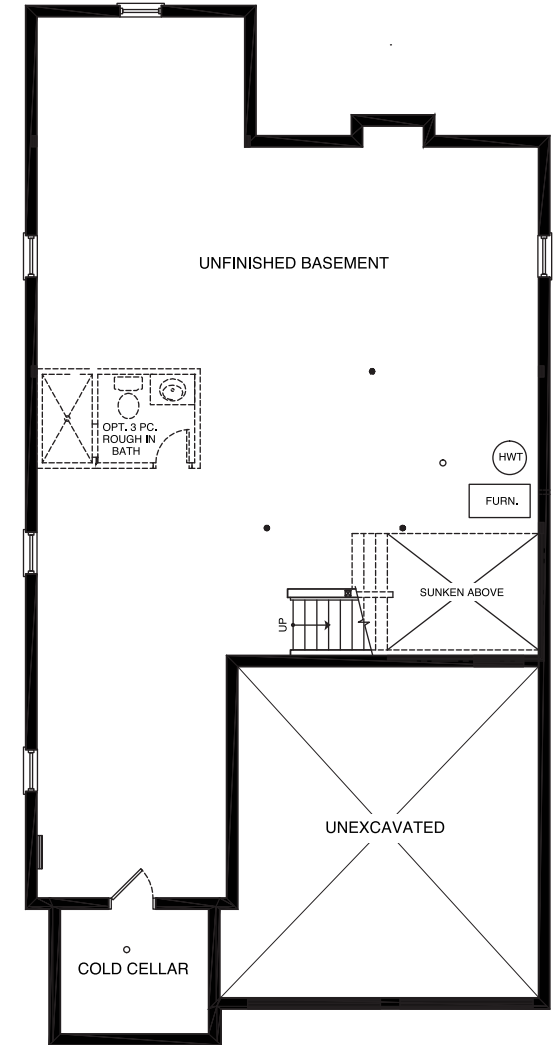 UNFINISHED BASEMENT
OPT. 3 PC.
ROUGH IN
BATH
HWT
FURN.
SUNKEN ABOVE
UP
UNEXCAVATED
COLD CELLAR